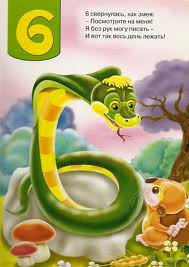 6
6 свернулась, как змея:
– Посмотрите на меня!
Я без рук могу писать –
И вот так весь день лежать!